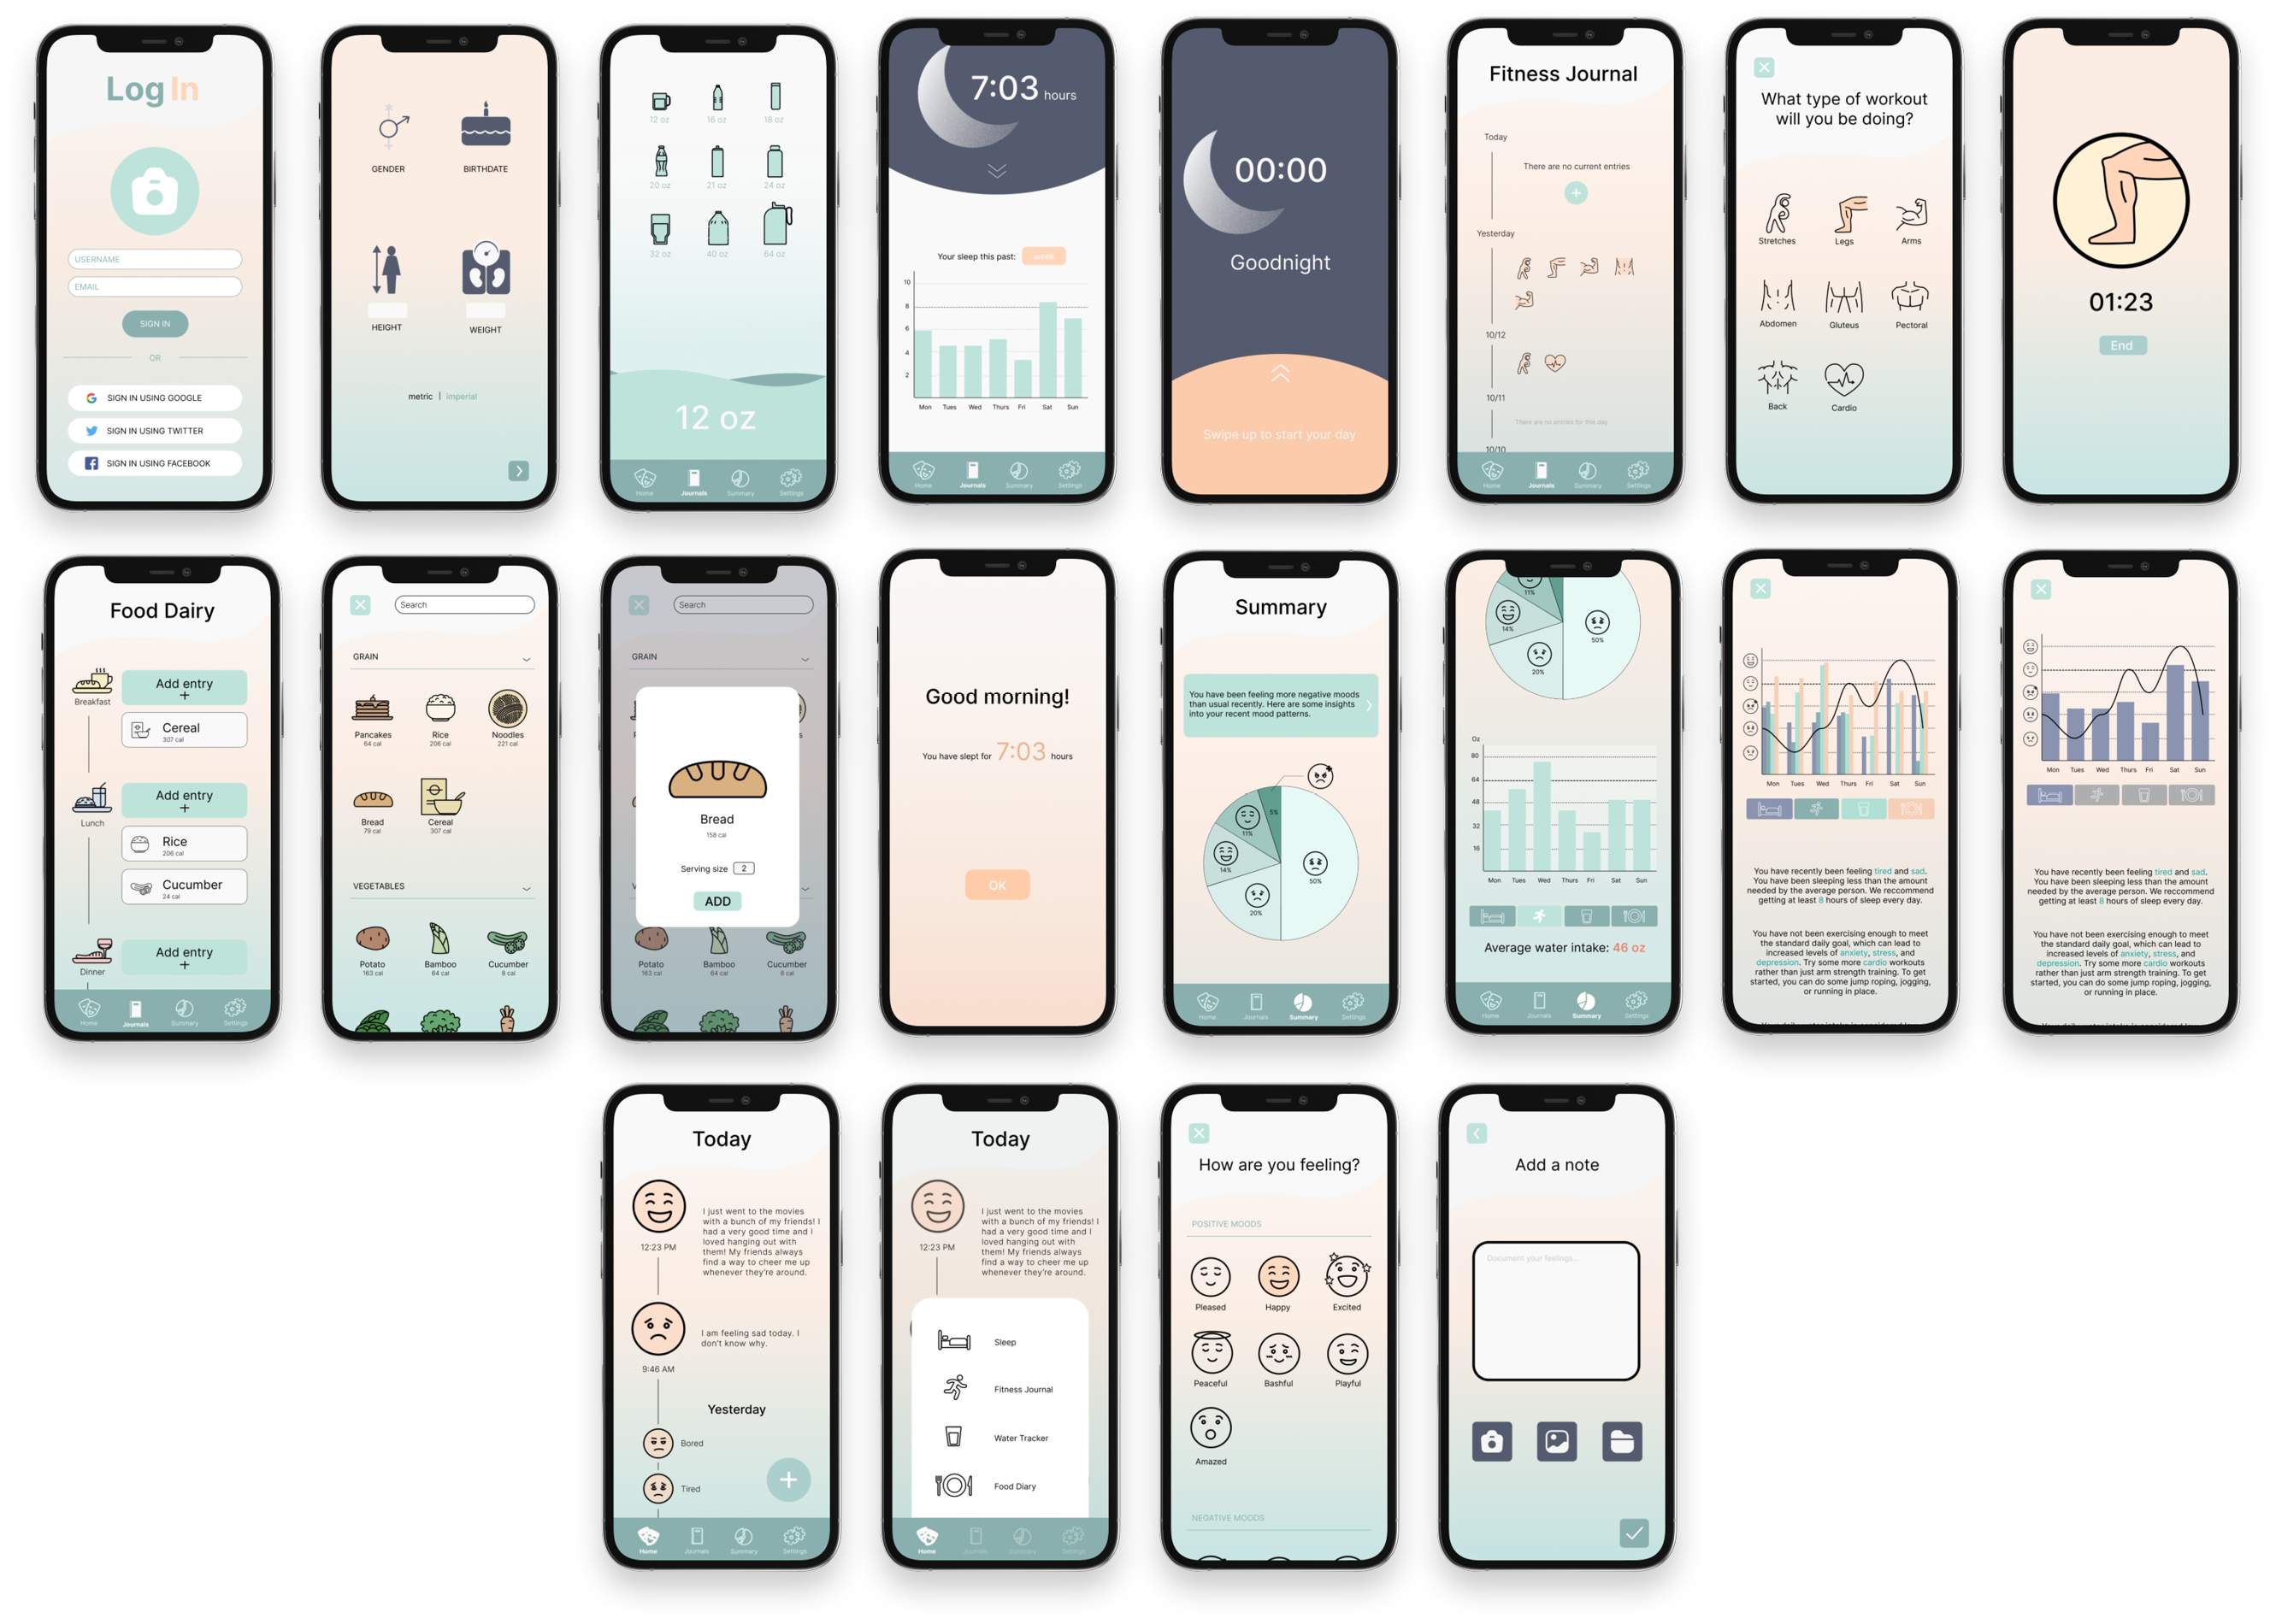 Log In
USERNAME
EMAIL
SIGN IN
OR
SIGN IN USING GOOGLE
SIGN IN USING TWITTER
SIGN IN USING FACEBOOK
GENDER
BIRTHDATE
HEIGHT
WEIGHT
metric | imperial
12 oz
16 oz
18 oz
20 oz
21 oz
24 oz
32 oz
40 oz
64 oz
12 oz
Home
Journals
Summary
Settings
7:03 hours
Your sleep this past: week
10
8
6
4
2
Mon
Tues
Wed
Thurs
Fri
Sat
Sun
Home
Journals
Summary
Settings
00:00
Goodnight
Swipe up to start your day
Fitness Journal
Today
There are no current entries
+
Yesterday
10/12
10/11
There are no entries for this day
10/10
Home
Journals
Summary
Settings
What type of workout
will you be doing?
Stretches
Legs
Arms
Abdomen
Gluteus
Pectoral
Back
Cardio
01:23
End
Food Dairy
Breakfast
Add entry
+
Cereal
307 cal
Lunch
Add entry
+
Rice
206 cal
Cucumber
24 cal
Dinner
Add entry
+
Home
Journals
Summary
Settings
Search
GRAIN
Pancakes
64 cal
Rice
206 cal
Noodles
221 cal
Bread
79 cal
Cereal
307 cal
VEGETABLES
Potato
163 cal
Bamboo
64 cal
Cucumber
8 cal
Search
GRAIN
Bread
158 cal
Serving size 2
ADD
Potato
163 cal
Bamboo
64 cal
Cucumber
8 cal
Good morning!
You have slept for 7:03 hours
OK
Summary
You have been feeling more negative moods
than usual recently. Here are some insights
into your recent mood patterns.
5%
11%
14%
20%
50%
Home
Journals
Summary
Settings
11%
14%
20%
50%
Oz
80
64
48
32
16
Mon
Tues
Wed
Thurs
Fri
Sat
Sun
Average water intake: 46 oz
Home
Journals
Summary
Settings
Mon
Tues
Wed
Thurs
Fri
Sat
Sun
You have recently been feeling tired and sad.
You have been sleeping less than the amount
needed by the average person. We reccommend
getting at least 8 hours of sleep every day.
You have not been exercising enough to meet
the standard daily goal, which can lead to
increased levels of anxiety, stress, and
depression. Try some more cardio workouts
rather than just arm strength training. To get
started, you can do some jump roping, jogging,
or running in place.
Mon
Tues
Wed
Thurs
Fri
Sat
Sun
You have recently been feeling tired and sad.
You have been sleeping less than the amount
needed by the average person. We reccommend
getting at least 8 hours of sleep every day.
You have not been exercising enough to meet
the standard daily goal, which can lead to
increased levels of anxiety, stress, and
depression. Try some more cardio workouts
rather than just arm strength training. To get
started, you can do some jump roping, jogging,
or running in place.
Today
I just went to the movies
with a bunch of my friends! I
had a very good time and I
loved hanging out with
them! My friends always
find a way to cheer me up
whenever they're around.
12:23 PM
I am feeling sad today. I
don't know why.
9:46 AM
Yesterday
Bored
Tired
+
Home
Journals
Summary
Settings
Today
I just went to the movies
with a bunch of my friends! I
had a very good time and I
loved hanging out with
them! My friends always
find a way to cheer me up
whenever they're around.
12:23 PM
Sleep
Fitness Journal
Water Tracker
Food Diary
Home
Journals
Summary
Settings
How are you feeling?
POSITIVE MOODS
Pleased
Happy
Excited
Peaceful
Bashful
Playful
Amazed
NEGATIVE MOODS
Add a note
Document your feelings...